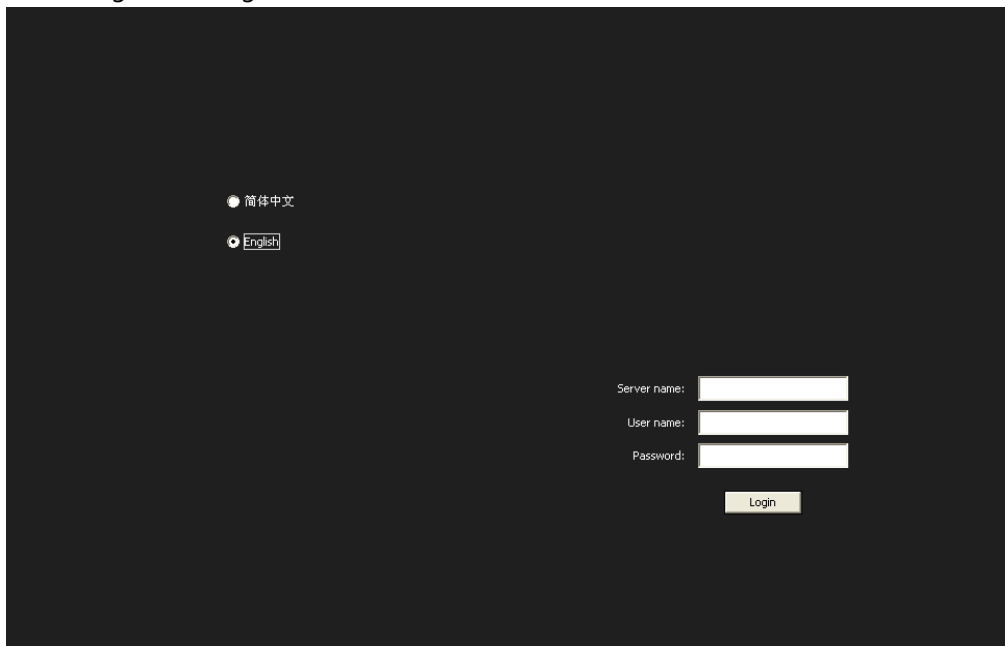 简体中文
English
Server name:
User name:
Password:
Login